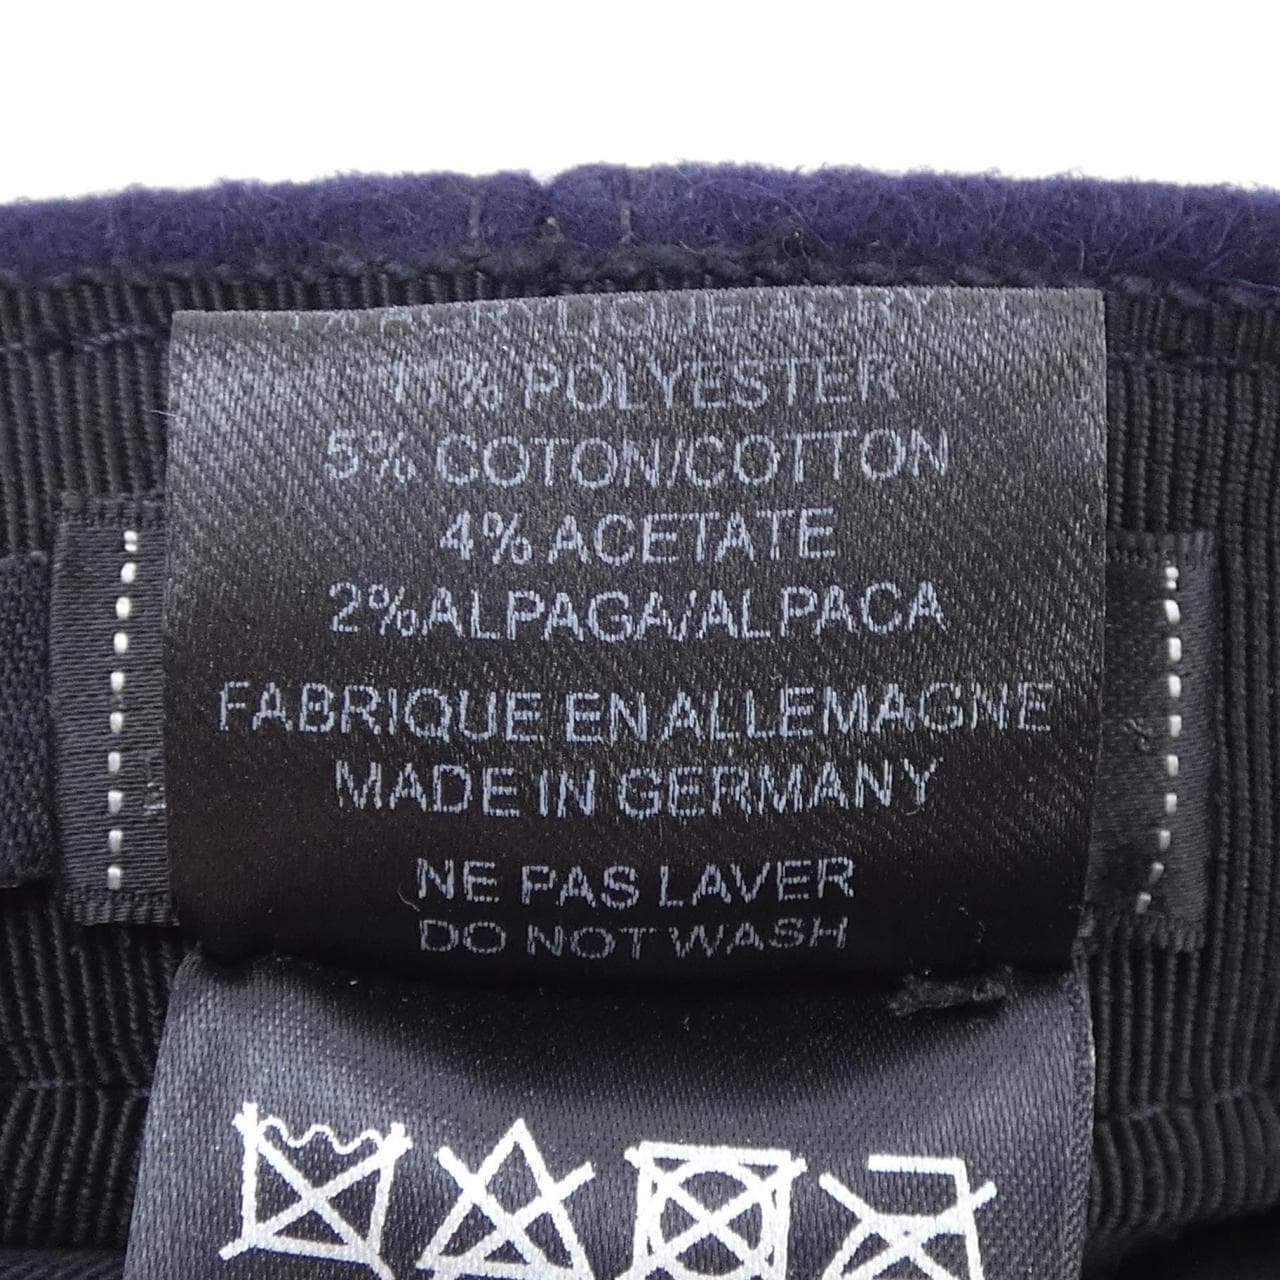 POLYESTER
5% COTON/COTTON
4% ACETATE
2% ALPAGA/ALPACA
FABRIQUE EN ALLEMAGNE
MADE IN GERMANY
NE PAS LAVER
DO NOT WASH